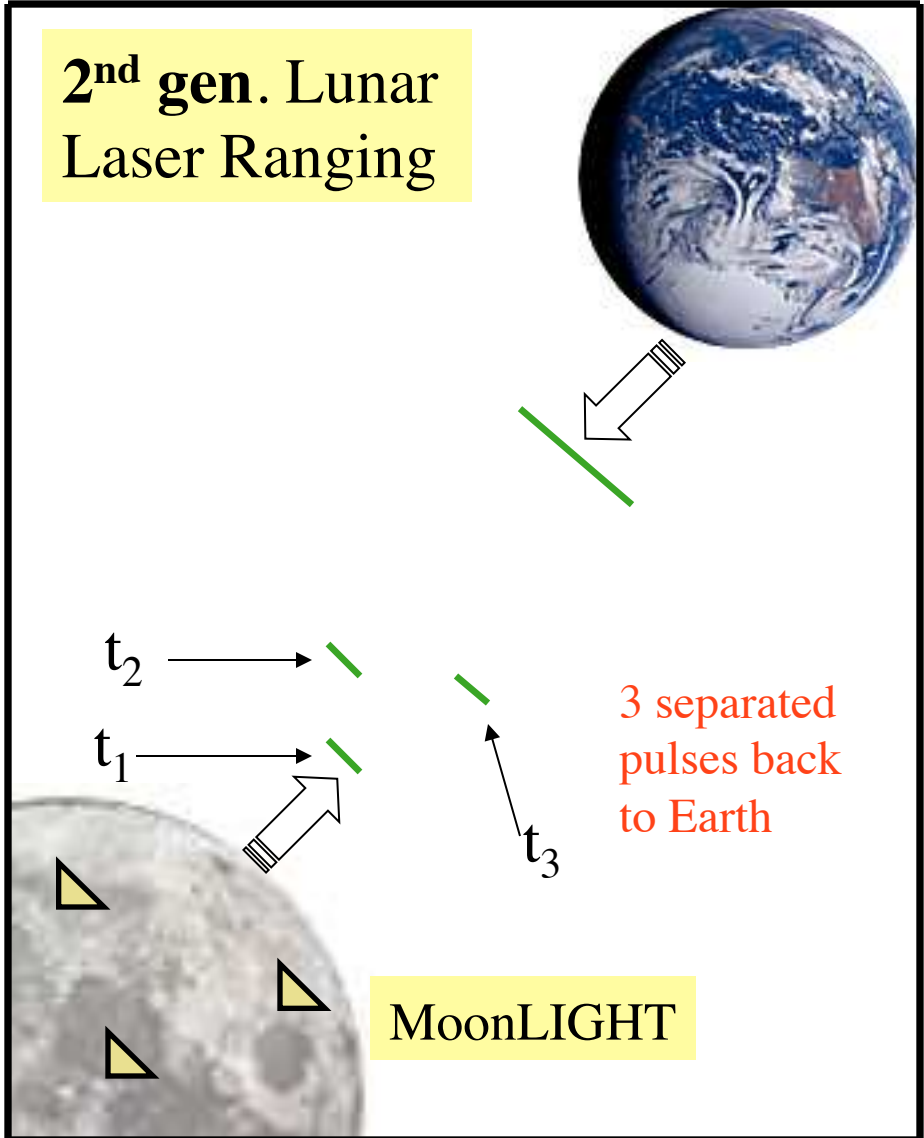 2nd gen. Lunar
Laser Ranging
t2
t1
3 separated
pulses back
to Earth
t3
MoonLIGHT